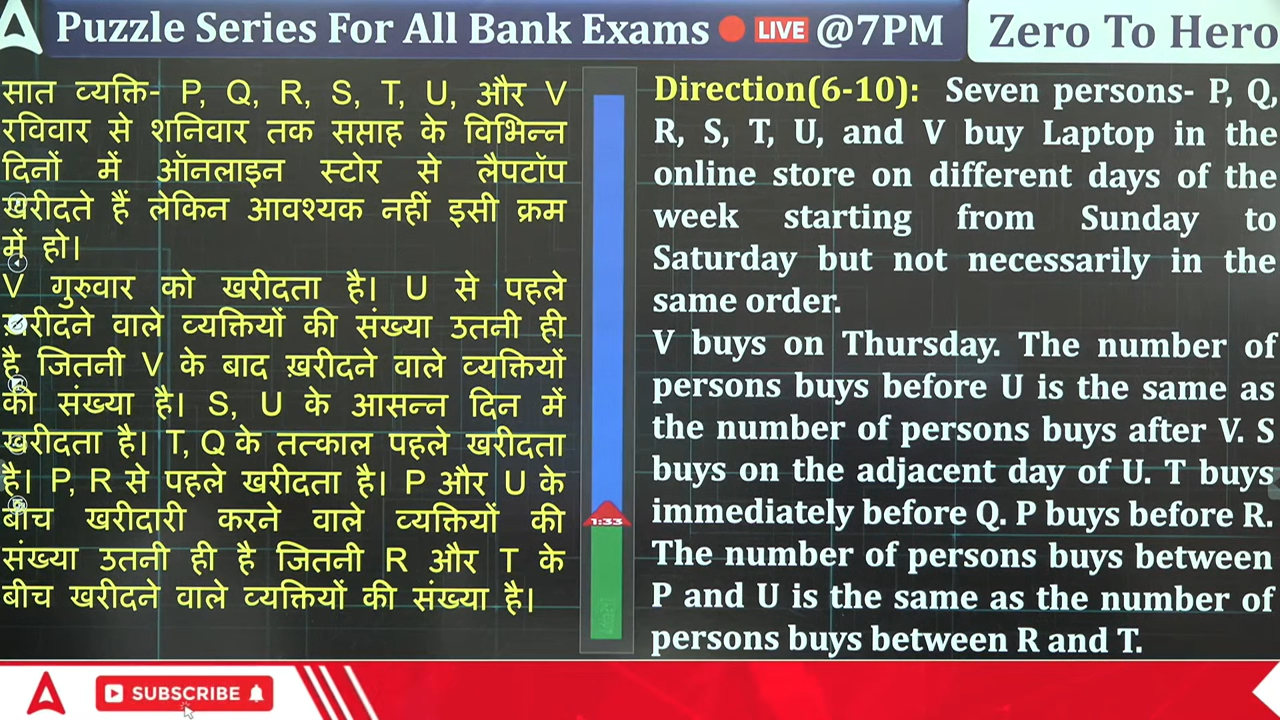 Puzzle Series For All Bank Exams LIVE @7PM
Zero To Hero
सात व्यक्ति- P, Q, R, S, T, U, और V
रविवार से शनिवार तक सप्ताह के विभिन्न
दिनों में ऑनलाइन स्टोर से लैपटॉप
खरीदते हैं लेकिन आवश्यक नहीं इसी क्रम
में हो।
V गुरुवार को खरीदता है। U से पहले
ख़रीदने वाले व्यक्तियों की संख्या उतनी ही
है जितनी V के बाद ख़रीदने वाले व्यक्तियों
की संख्या है। S, U के आसन्न दिन में
खरीदता है। T, Q के तत्काल पहले खरीदता
है। P, R से पहले खरीदता है। P और U के
बीच खरीदारी करने वाले व्यक्तियों की
संख्या उतनी ही है जितनी R और T के
बीच खरीदने वाले व्यक्तियों की संख्या है।
1:33
Direction(6-10): Seven persons- P, Q,
R, S, T, U, and V buy Laptop in the
online store on different days of the
week starting from Sunday to
Saturday but not necessarily in the
same order.
V buys on Thursday. The number of
persons buys before U is the same as
the number of persons buys after V. S
buys on the adjacent day of U. T buys
immediately before Q. P buys before R.
The number of persons buys between
P and U is the same as the number of
persons buys between R and T.
SUBSCRIBE